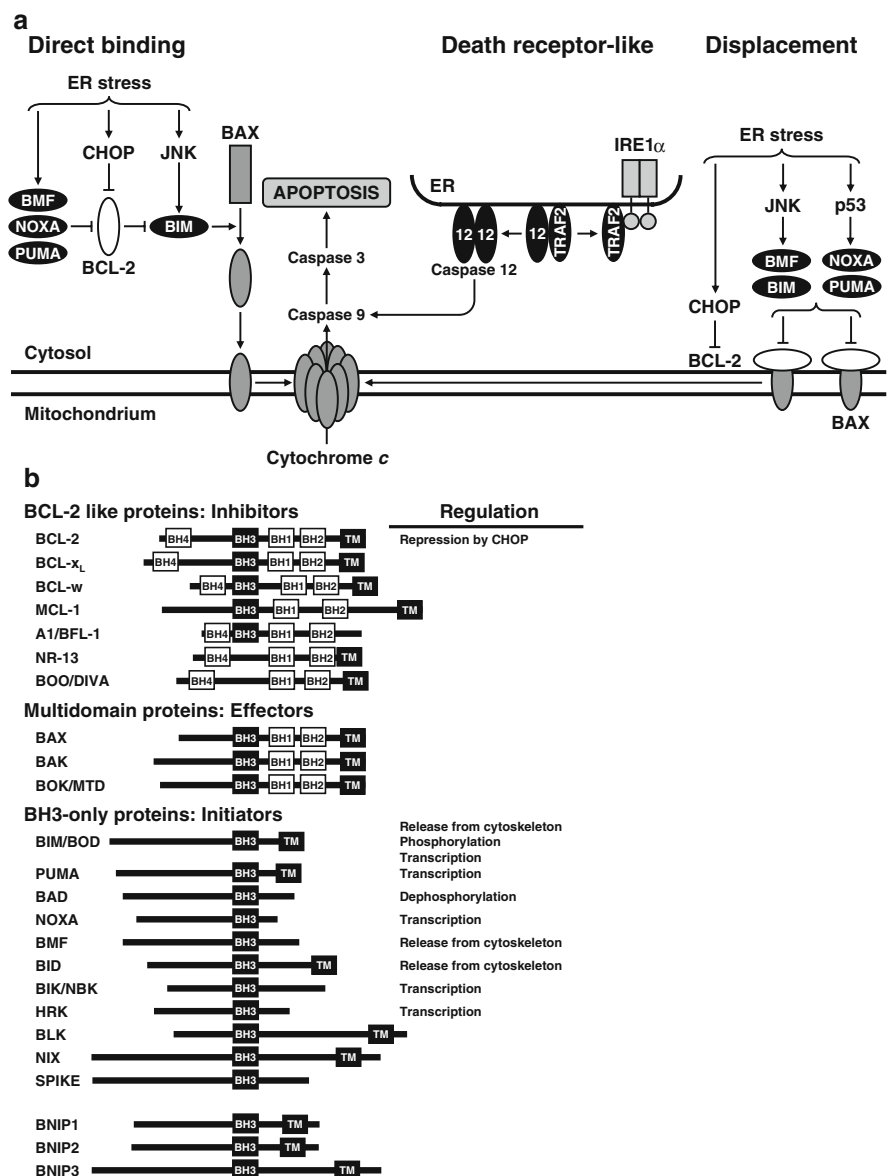 a
Direct binding
Death receptor-like
Displacement
ER stress
CHOP
JNK
BMF
NOXA
PUMA
BCL-2
BIM
BAX
APOPTOSIS
Caspase 3
Caspase 9
ER
12
12
Caspase 12
12
TRAF2
TRAF2
IRE1α
ER stress
JNK
p53
BMF
BIM
NOXA
PUMA
CHOP
BCL-2
BAX
Cytosol
Mitochondrium
Cytochrome c
b
BCL-2 like proteins: Inhibitors
Regulation
BCL-2 BH4 BH3 BH1 BH2 TM Repression by CHOP
BCL-xL BH4 BH3 BH1 BH2 TM
BCL-w BH4 BH3 BH1 BH2 TM
MCL-1 BH3 BH1 BH2 TM
A1/BFL-1 BH4 BH3 BH1 BH2
NR-13 BH4 BH1 BH2 TM
BOO/DIVA BH4 BH1 BH2 TM
Multidomain proteins: Effectors
BAX BH3 BH1 BH2 TM
BAK BH3 BH1 BH2 TM
BOK/MTD BH3 BH1 BH2 TM
BH3-only proteins: Initiators
Release from cytoskeleton
BIM/BOD BH3 TM Phosphorylation
Transcription
PUMA BH3 TM Transcription
BAD BH3 Dephosphorylation
NOXA BH3 Transcription
BMF BH3 Release from cytoskeleton
BID BH3 TM Release from cytoskeleton
BIK/NBK BH3 Transcription
HRK BH3 Transcription
BLK BH3 TM
NIX BH3 TM
SPIKE BH3
BNIP1 BH3 TM
BNIP2 BH3 TM
BNIP3 BH3 TM